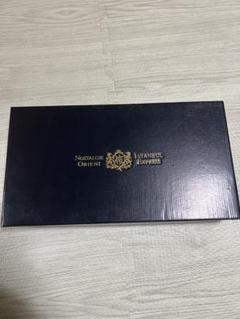 NOSTALGIE ISTANBUL
ORIENT EXPRESS